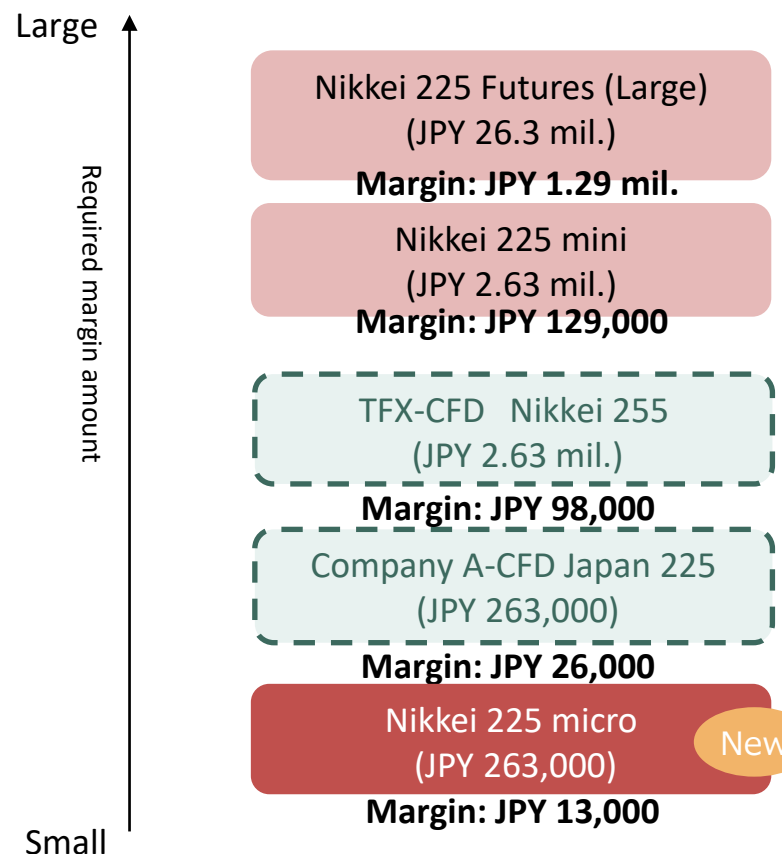 Large
Required margin amount
Nikkei 225 Futures (Large)
(JPY 26.3 mil.)
Margin: JPY 1.29 mil.
Nikkei 225 mini
(JPY 2.63 mil.)
Margin: JPY 129,000
TFX-CFD Nikkei 255
(JPY 2.63 mil.)
Margin: JPY 98,000
Company A-CFD Japan 225
(JPY 263,000)
Margin: JPY 26,000
Nikkei 225 micro
(JPY 263,000)
New
Margin: JPY 13,000
Small